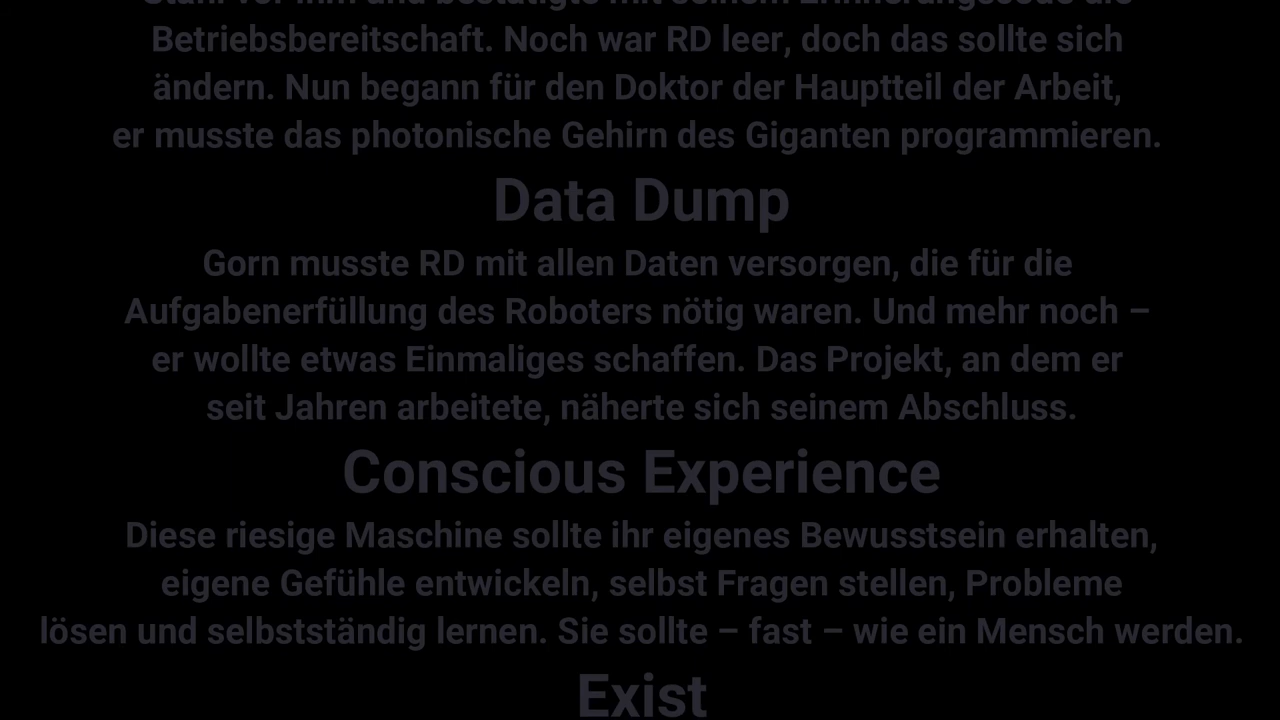 Betriebsbereitschaft. Noch war RD leer, doch das sollte sich
ändern. Nun begann für den Doktor der Hauptteil der Arbeit,
er musste das photonische Gehirn des Giganten programmieren.
Data Dump
Gorn musste RD mit allen Daten versorgen, die für die
Aufgabenerfüllung des Roboters nötig waren. Und mehr noch –
er wollte etwas Einmaliges schaffen. Das Projekt, an dem er
seit Jahren arbeitete, näherte sich seinem Abschluss.
Conscious Experience
Diese riesige Maschine sollte ihr eigenes Bewusstsein erhalten,
eigene Gefühle entwickeln, selbst Fragen stellen, Probleme
lösen und selbstständig lernen. Sie sollte – fast – wie ein Mensch werden.
Exist